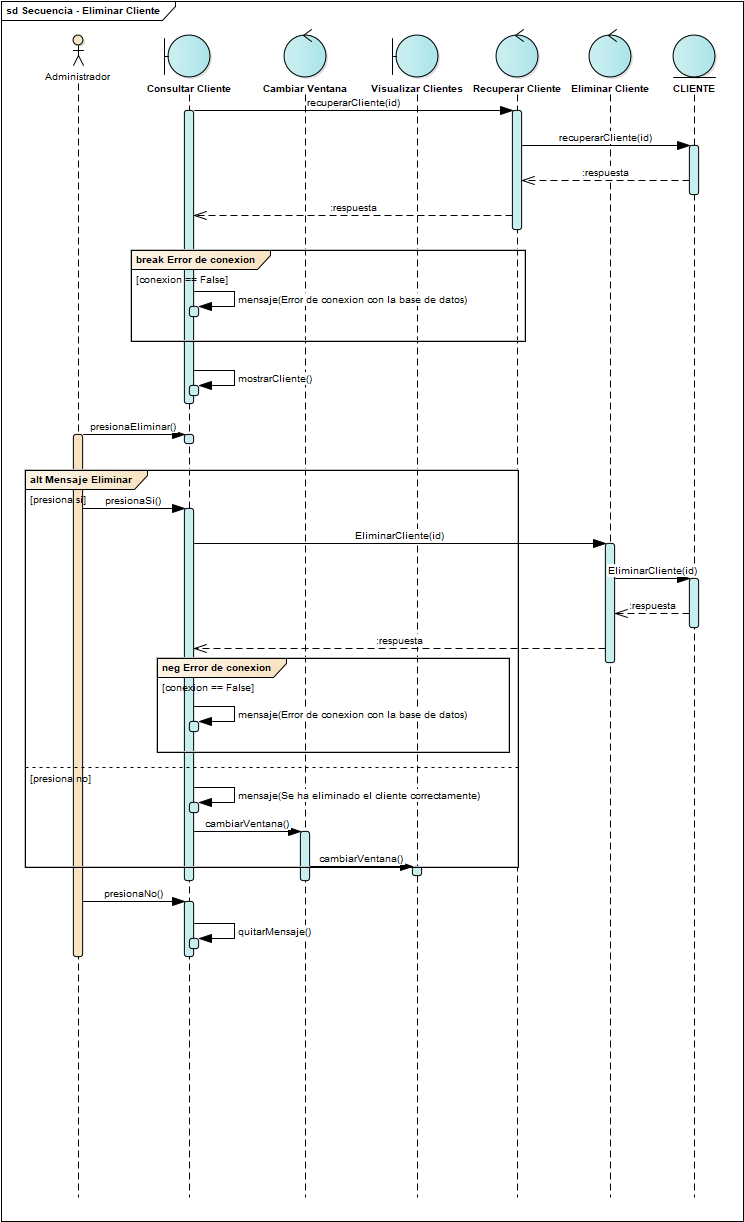 sd Secuencia - Eliminar Cliente
Administrador
Consultar Cliente
Cambiar Ventana
Visualizar Clientes
Recuperar Cliente
Eliminar Cliente
CLIENTE
recuperarCliente(id)
recuperarCliente(id)
:respuesta
:respuesta
break Error de conexion
[conexion == False]
mensaje(Error de conexion con la base de datos)
mostrarCliente()
presionaEliminar()
alt Mensaje Eliminar
[presiona si]
presionaSi()
EliminarCliente(id)
EliminarCliente(id)
:respuesta
:respuesta
neg Error de conexion
[conexion == False]
mensaje(Error de conexion con la base de datos)
[presiona no]
mensaje(Se ha eliminado el cliente correctamente)
cambiarVentana()
cambiarVentana()
presionaNo()
quitarMensaje()